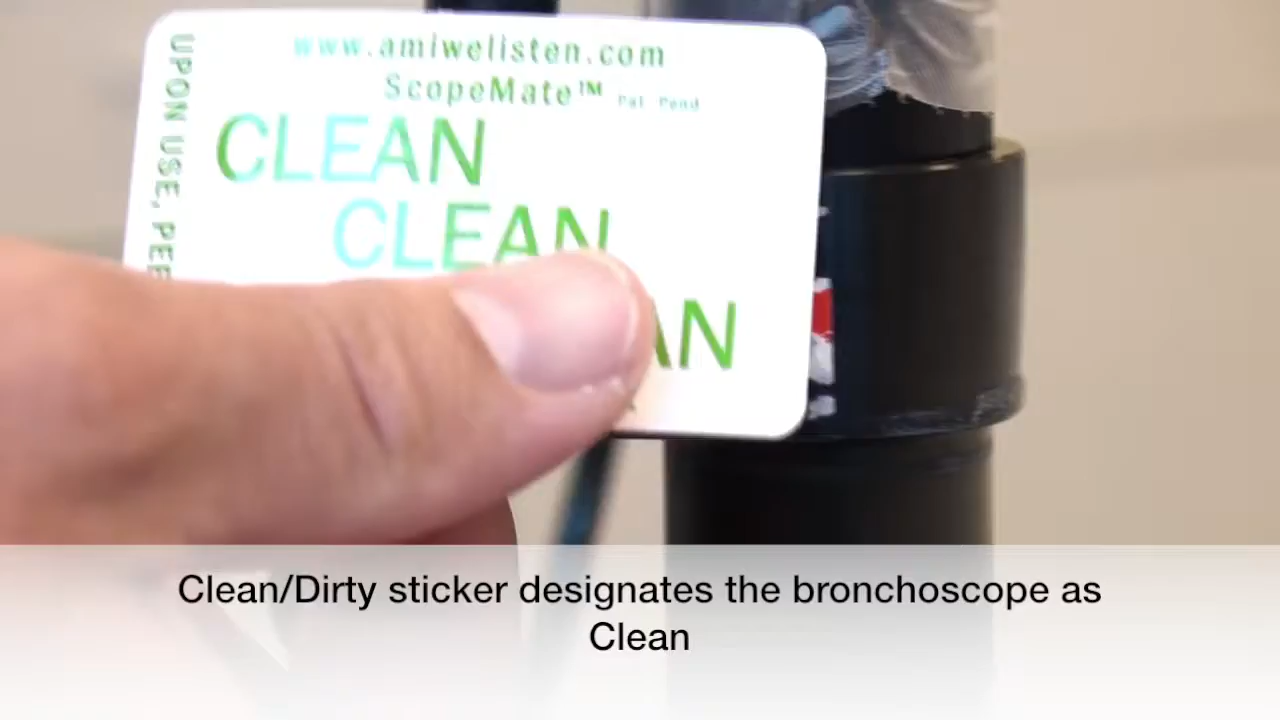 www.amiwelisten.com
ScopeMate™ Pat. Pend
CLEAN
CLEAN
AN
UPON USE,
Clean/Dirty sticker designates the bronchoscope as
Clean